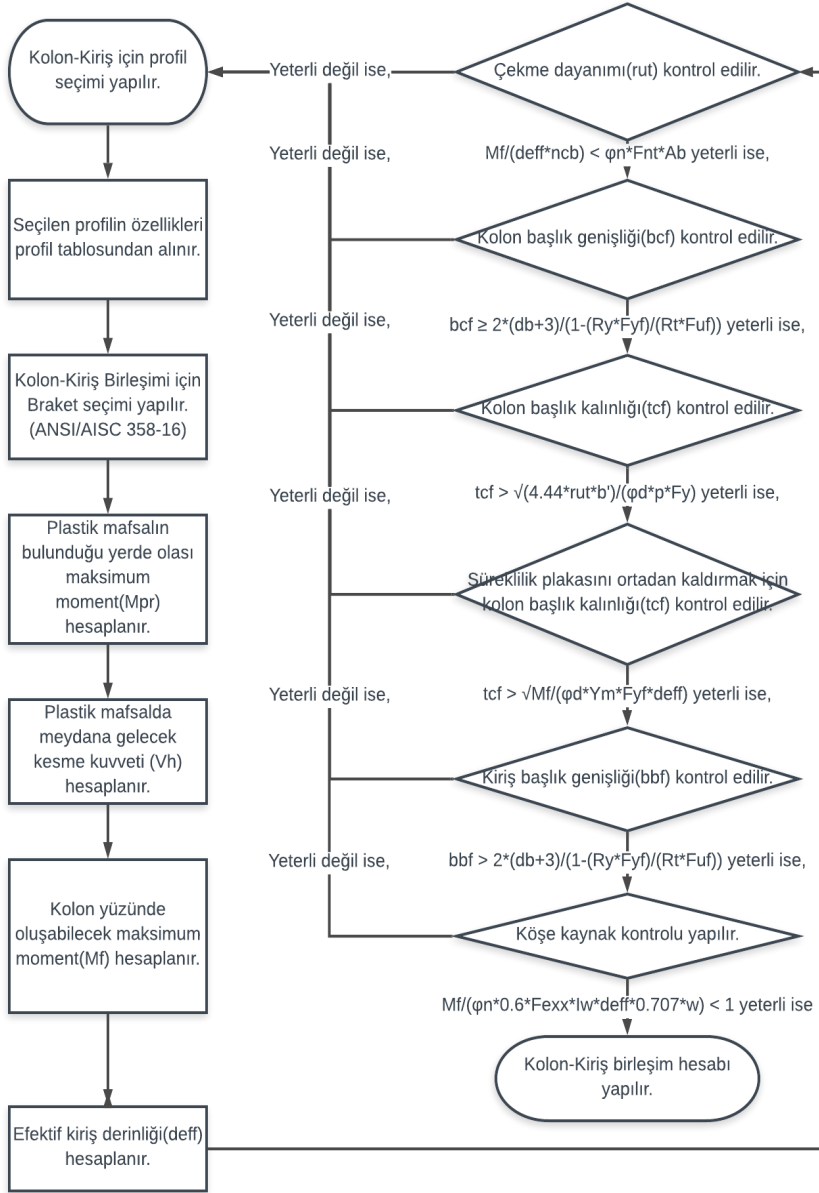 Kolon-Kiriş için profil
seçimi yapılır.
Seçilen profilin özellikleri
profil tablosundan alınır.
Kolon-Kiriş Birleşimi için
Braket seçimi yapılır.
(ANSI/AISC 358-16)
Plastik mafsalın
bulunduğu yerde olası
maksimum
moment(Mpr)
hesaplanır.
Plastik mafsalda
meydana gelecek
kesme kuvveti (Vh)
hesaplanır.
Kolon yüzünde
oluşabilecek maksimum
moment(Mf) hesaplanır.
Efektif kiriş derinliği(deff)
hesaplanır.
Çekme dayanımı(rut) kontrol edilir.
Yeterli değil ise,
Mf/(deff*ncb) < φn*Fnt*Ab yeterli ise,
Yeterli değil ise,
Kolon başlık genişliği(bcf) kontrol edilir.
bcf ≥ 2*(db+3)/(1-(Ry*Fyf)/(Rt*Fuf)) yeterli ise,
Yeterli değil ise,
Kolon başlık kalınlığı(tcf) kontrol edilir.
tcf > √(4.44*rut*b')/(φd*p*Fy) yeterli ise,
Yeterli değil ise,
Süreklilik plakasını ortadan kaldırmak için
kolon başlık kalınlığı(tcf) kontrol edilir.
tcf > √Mf/(φd*Ym*Fyf*deff) yeterli ise,
Yeterli değil ise,
Kiriş başlık genişliği(bbf) kontrol edilir.
bbf > 2*(db+3)/(1-(Ry*Fyf)/(Rt*Fuf)) yeterli ise,
Yeterli değil ise,
Köşe kaynak kontrolu yapılır.
Mf/(φn*0.6*Fexx*Iw*deff*0.707*w) < 1 yeterli ise
Kolon-Kiriş birleşim hesabı
yapılır.